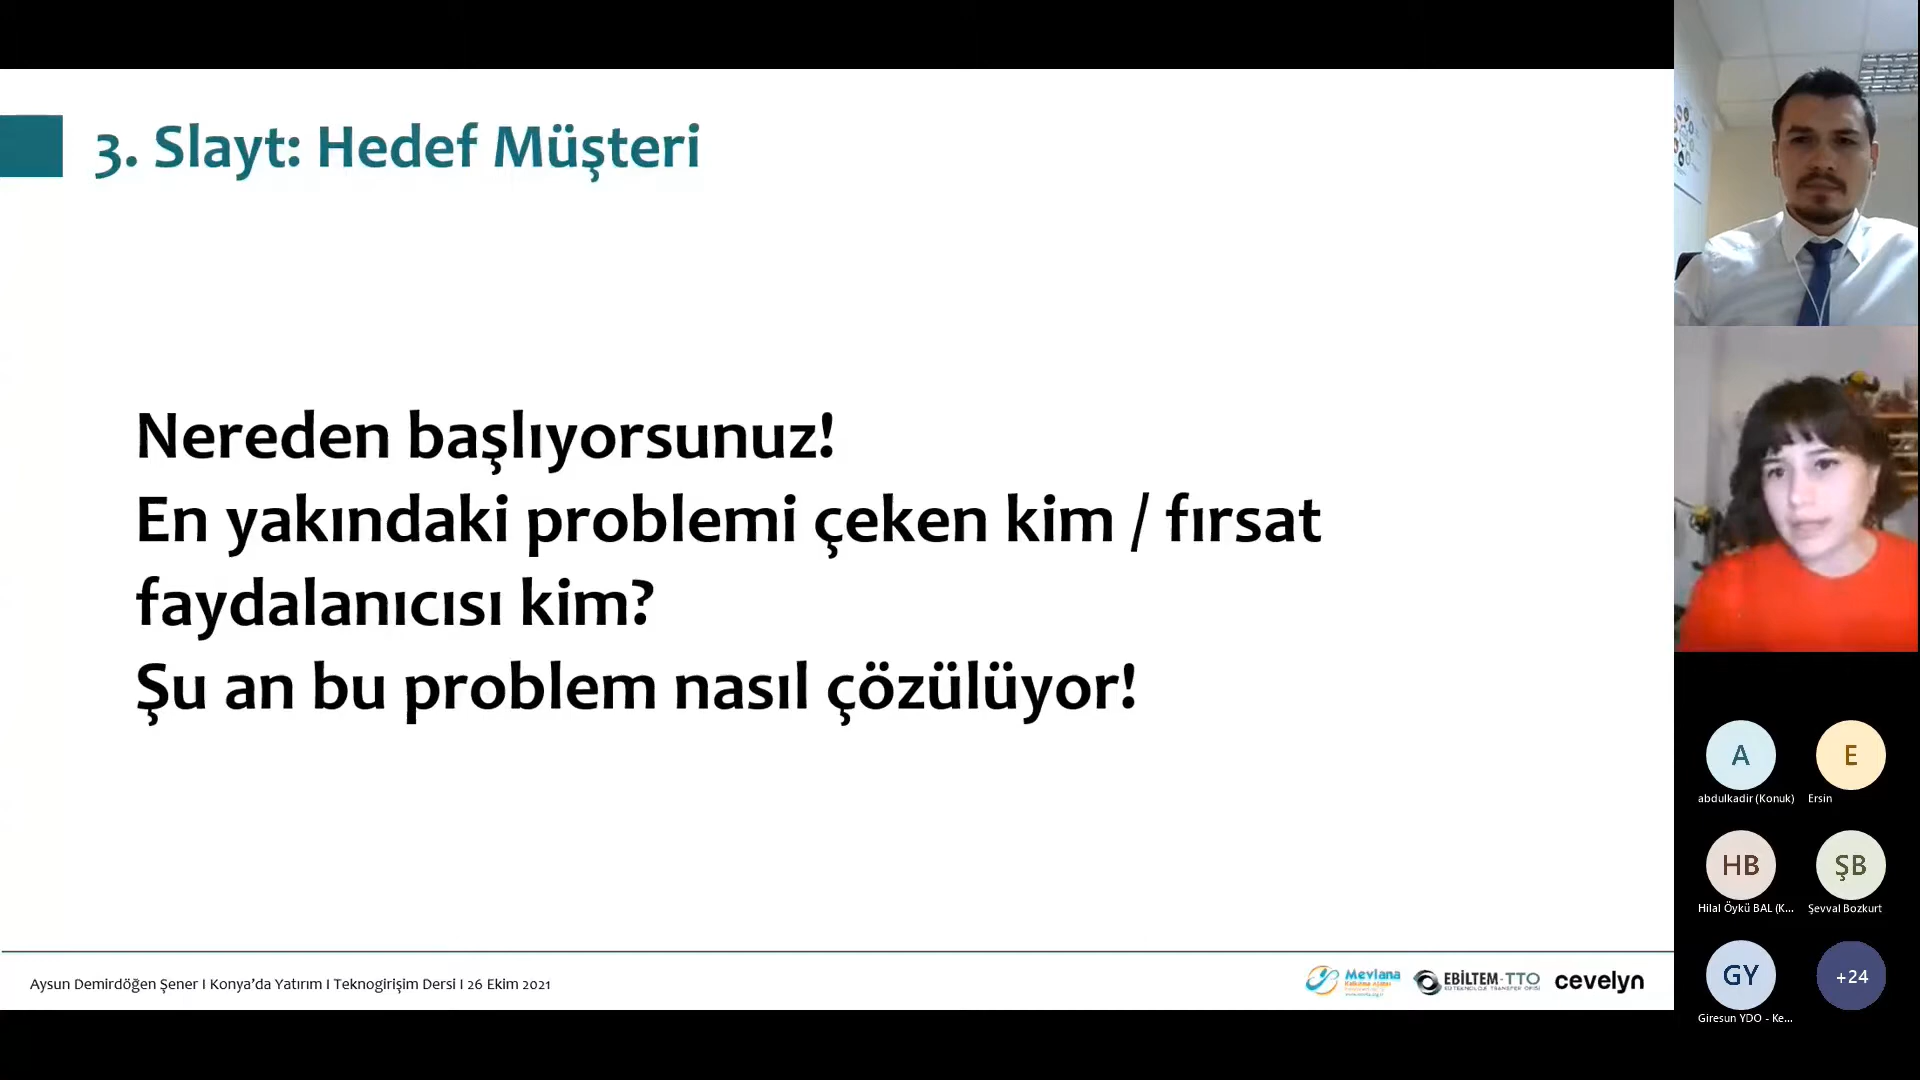 3. Slayt: Hedef Müşteri
Nereden başlıyorsunuz!
En yakındaki problemi çeken kim / fırsat
faydalanıcısı kim?
Şu an bu problem nasıl çözülüyor!
Aysun Demirdöğen Şener I Konya'da Yatırım I Teknogirişim Dersi I 26 Ekim 2021
Mevlana
EBİLTEM-TTO
cevelyn
A
E
abdulkadir (Konuk)
Ersin
HB
ŞB
Hilal Öykü BAL (K...
Şevval Bozkurt
GY
+24
Giresun YDO - Ke...